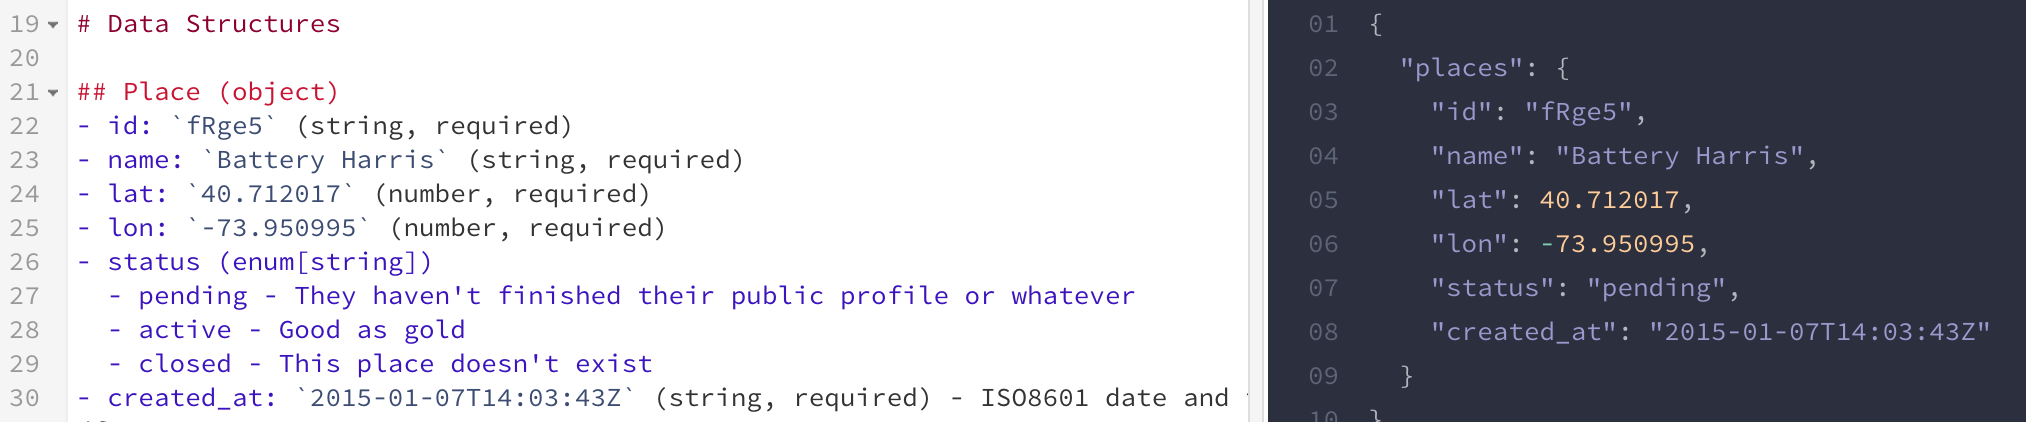 19 # Data Structures
20
21 ## Place (object)
22 - id: `fRge5` (string, required)
23 - name: `Battery Harris` (string, required)
24 - lat: `40.712017` (number, required)
25 - lon: `-73.950995` (number, required)
26 - status (enum[string])
27   - pending - They haven't finished their public profile or whatever
28   - active - Good as gold
29   - closed - This place doesn't exist
30 - created_at: `2015-01-07T14:03:43Z` (string, required) - ISO8601 date and
01 {
02   "places": {
03     "id": "fRge5",
04     "name": "Battery Harris",
05     "lat": 40.712017,
06     "lon": -73.950995,
07     "status": "pending",
08     "created_at": "2015-01-07T14:03:43Z"
09   }
10 }